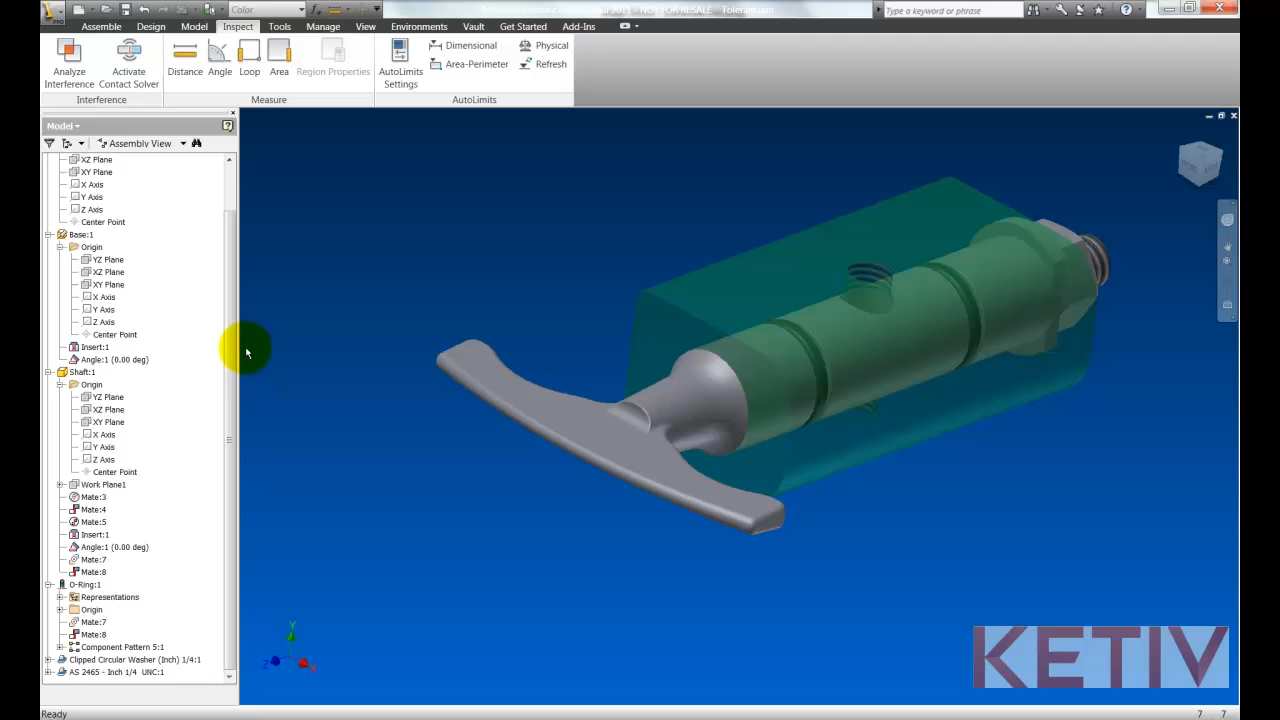 PRO
Color
Type a keyword or phrase
Assemble Design Model Inspect Tools Manage View Environments Vault Get Started Add-Ins
Analyze Interference
Activate Contact Solver
Distance
Angle
Loop
Area
Region Properties
AutoLimits Settings
Dimensional
Area-Perimeter
Physical
Refresh
Interference
Measure
AutoLimits
Model
Assembly View
XZ Plane
XY Plane
X Axis
Y Axis
Z Axis
Center Point
Base:1
Origin
YZ Plane
XZ Plane
XY Plane
X Axis
Y Axis
Z Axis
Center Point
Insert:1
Angle:1 (0.00 deg)
Shaft:1
Origin
YZ Plane
XZ Plane
XY Plane
X Axis
Y Axis
Z Axis
Center Point
Work Plane1
Mate:3
Mate:4
Mate:5
Insert:1
Angle:1 (0.00 deg)
Mate:7
Mate:8
O-Ring:1
Representations
Origin
Mate:7
Mate:8
Component Pattern 5:1
Clipped Circular Washer (Inch) 1/4:1
AS 2465 - Inch 1/4 UNC:1
Y
Z
X
KETIV
Ready
7 7